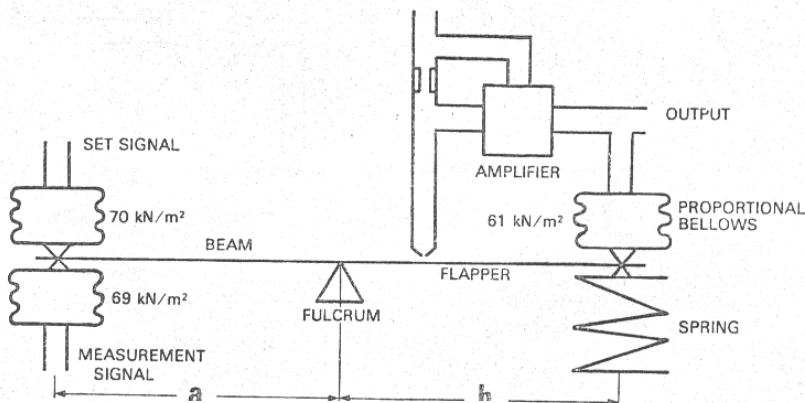 OUTPUT
SET SIGNAL
AMPLIFIER
70 kN/m²
61 kN/m²
PROPORTIONAL
BELLOWS
BEAM
FLAPPER
69 kN/m²
FULCRUM
SPRING
MEASUREMENT
SIGNAL
a
b